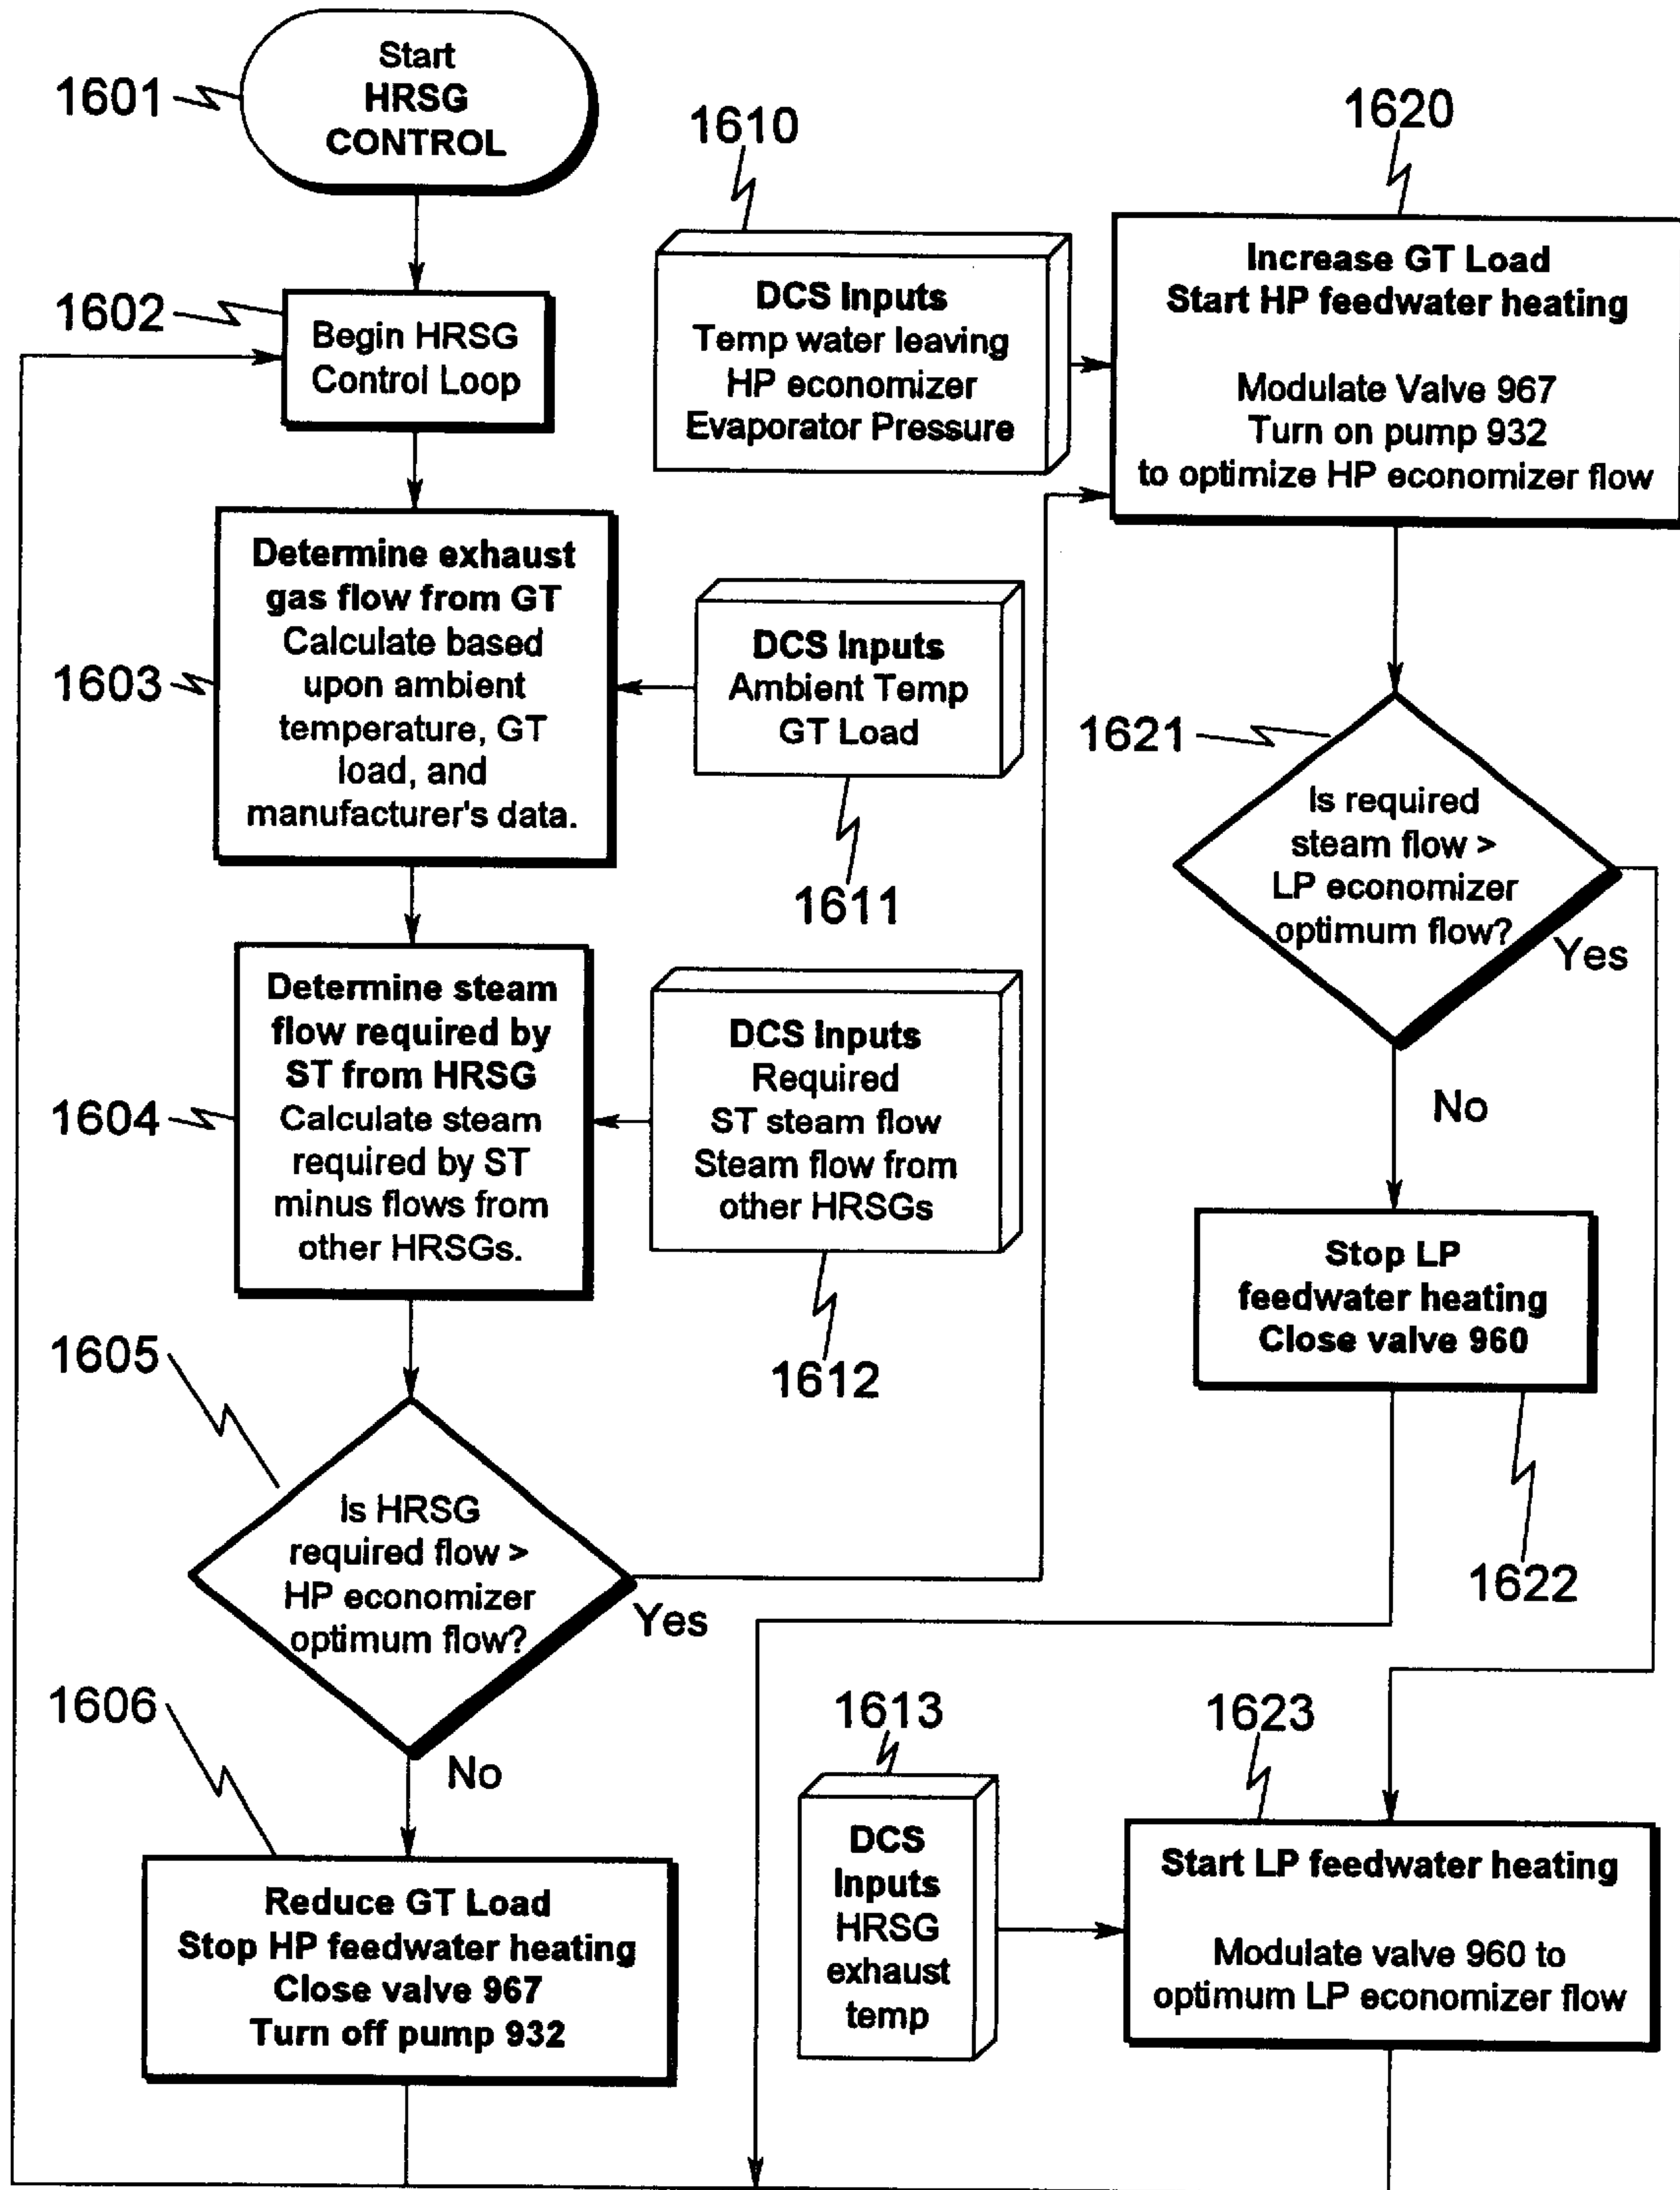 1601
Start
HRSG
CONTROL
1602
Begin HRSG
Control Loop
1603
Determine exhaust
gas flow from GT
Calculate based
upon ambient
temperature, GT
load, and
manufacturer's data.
1604
Determine steam
flow required by
ST from HRSG
Calculate steam
required by ST
minus flows from
other HRSGs.
1605
Is HRSG
required flow >
HP economizer
optimum flow?
Yes
No
1606
Reduce GT Load
Stop HP feedwater heating
Close valve 967
Turn off pump 932
1610
DCS Inputs
Temp water leaving
HP economizer
Evaporator Pressure
DCS Inputs
Ambient Temp
GT Load
1611
DCS Inputs
Required
ST steam flow
Steam flow from
other HRSGs
1612
1613
DCS
Inputs
HRSG
exhaust
temp
1620
Increase GT Load
Start HP feedwater heating
Modulate Valve 967
Turn on pump 932
to optimize HP economizer flow
1621
Is required
steam flow >
LP economizer
optimum flow?
Yes
No
Stop LP
feedwater heating
Close valve 960
1622
1623
Start LP feedwater heating
Modulate valve 960 to
optimum LP economizer flow